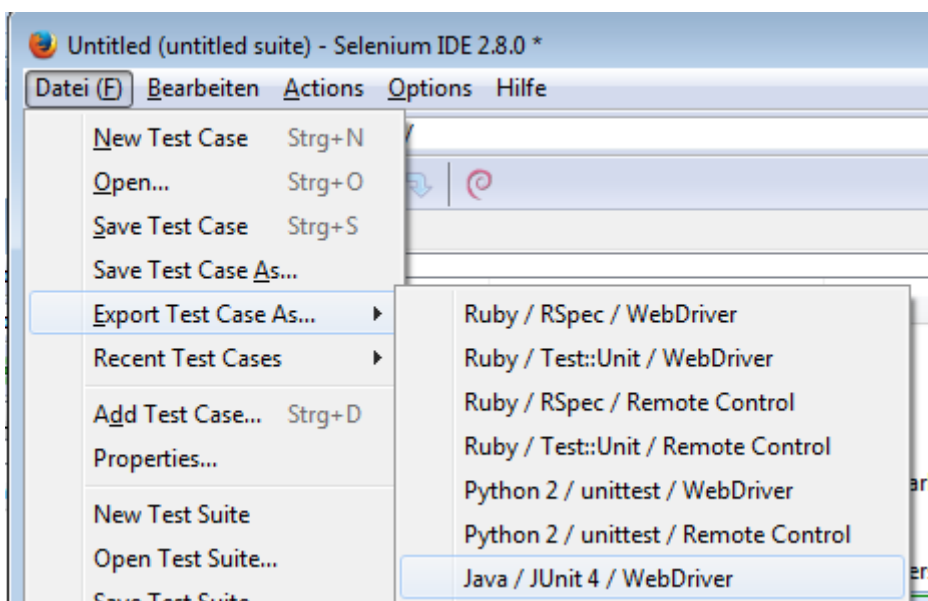 Untitled (untitled suite) - Selenium IDE 2.8.0 *
Datei (F) Bearbeiten Actions Options Hilfe
New Test Case Strg+N
/
Open... Strg+O
Save Test Case Strg+S
Save Test Case As...
Export Test Case As...
Recent Test Cases
Add Test Case... Strg+D
Properties...
New Test Suite
Open Test Suite...
Save Test Suite
Ruby / RSpec / WebDriver
Ruby / Test::Unit / WebDriver
Ruby / RSpec / Remote Control
Ruby / Test::Unit / Remote Control
Python 2 / unittest / WebDriver
Python 2 / unittest / Remote Control
Java / JUnit 4 / WebDriver